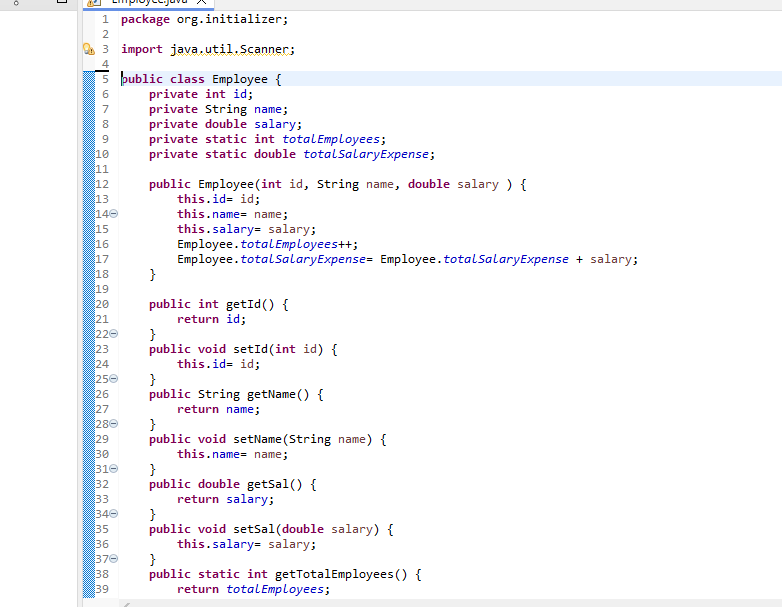 Employee.java
1 package org.initializer;
2
3 import java.util.Scanner;
4
5 public class Employee {
6 private int id;
7 private String name;
8 private double salary;
9 private static int totalEmployees;
10 private static double totalSalaryExpense;
11
12 public Employee(int id, String name, double salary ) {
13 this.id= id;
14 this.name= name;
15 this.salary= salary;
16 Employee.totalEmployees++;
17 Employee.totalSalaryExpense= Employee.totalSalaryExpense + salary;
18 }
19
20 public int getId() {
21 return id;
22 }
23 public void setId(int id) {
24 this.id= id;
25 }
26 public String getName() {
27 return name;
28 }
29 public void setName(String name) {
30 this.name= name;
31 }
32 public double getSal() {
33 return salary;
34 }
35 public void setSal(double salary) {
36 this.salary= salary;
37 }
38 public static int getTotalEmployees() {
39 return totalEmployees;